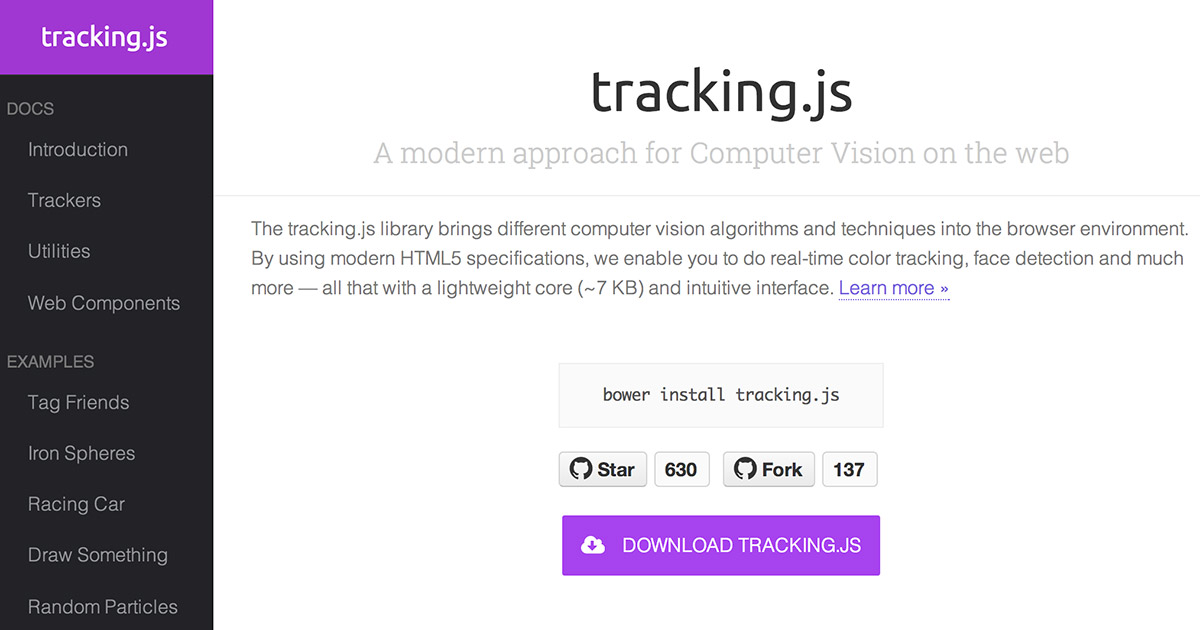 tracking.js
DOCS
Introduction
Trackers
Utilities
Web Components
EXAMPLES
Tag Friends
Iron Spheres
Racing Car
Draw Something
Random Particles
tracking.js
A modern approach for Computer Vision on the web
The tracking.js library brings different computer vision algorithms and techniques into the browser environment.
By using modern HTML5 specifications, we enable you to do real-time color tracking, face detection and much
more — all that with a lightweight core (~7 KB) and intuitive interface. Learn more »
bower install tracking.js
Star 630 Fork 137
DOWNLOAD TRACKING.JS